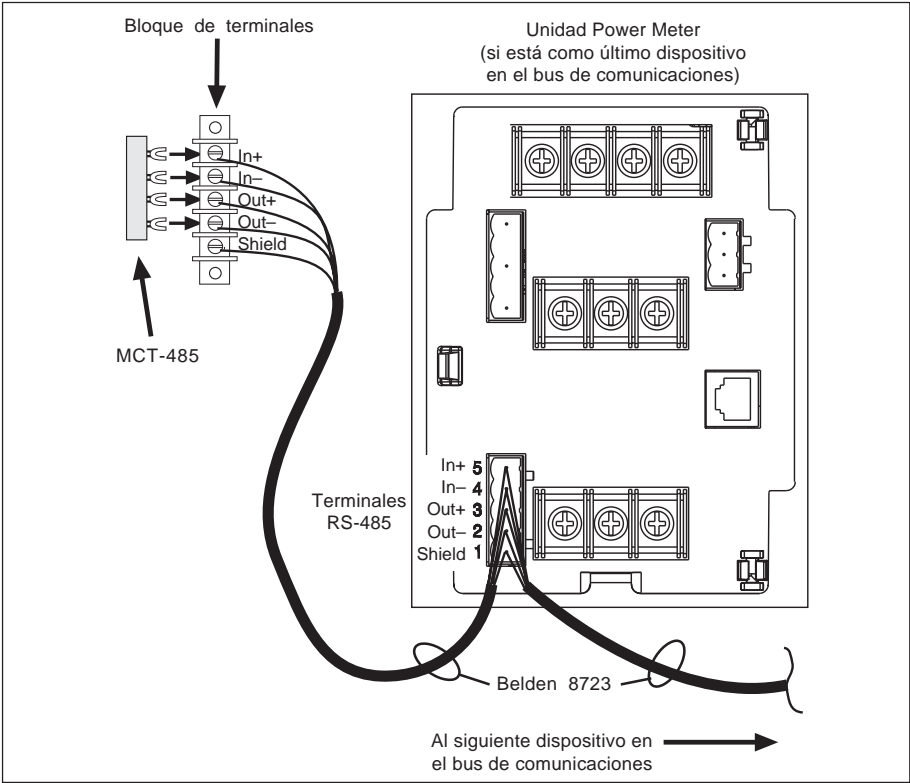 Bloque de terminales
Unidad Power Meter
(si está como último dispositivo
en el bus de comunicaciones)
In+
In–
Out+
Out–
Shield
MCT-485
Terminales
RS-485
In+ 5
In– 4
Out+ 3
Out– 2
Shield 1
Belden 8723
Al siguiente dispositivo en
el bus de comunicaciones